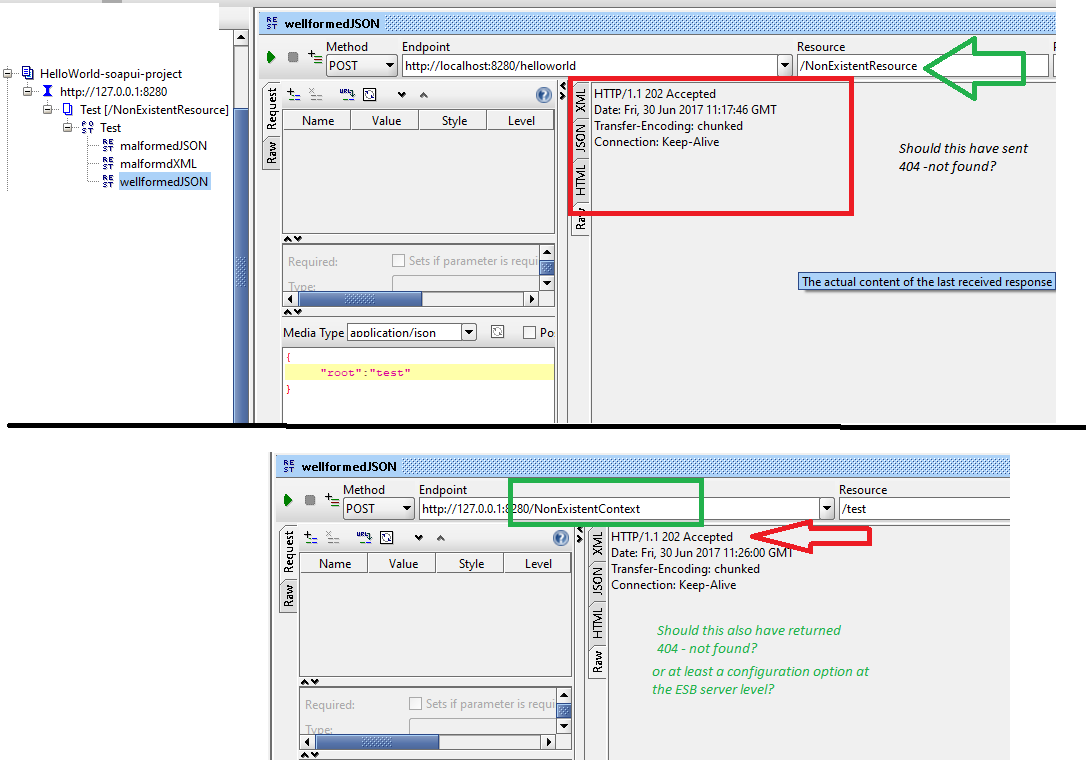 wellformedJSON
Method
Endpoint
Resource
POST
http://localhost:8280/helloworld
/NonExistentResource
HelloWorld-soapui-project
http://127.0.0.1:8280
Test [/NonExistentResource]
Test
malformedJSON
malformdXML
wellformedJSON
Request
Raw
Name
Value
Style
Level
Required:
Sets if parameter is requi
Type:
Media Type
application/json
Po
{
"root":"test"
}
XML
JSON
HTML
Raw
HTTP/1.1 202 Accepted
Date: Fri, 30 Jun 2017 11:17:46 GMT
Transfer-Encoding: chunked
Connection: Keep-Alive
Should this have sent
404 -not found?
The actual content of the last received response
wellformedJSON
Method
Endpoint
Resource
POST
http://127.0.0.1:8280/NonExistentContext
/test
Request
Raw
Name
Value
Style
Level
Required:
Sets if parameter is requi
Type:
XML
JSON
HTML
Raw
HTTP/1.1 202 Accepted
Date: Fri, 30 Jun 2017 11:26:00 GMT
Transfer-Encoding: chunked
Connection: Keep-Alive
Should this also have returned
404 - not found?
or at least a configuration option at
the ESB server level?